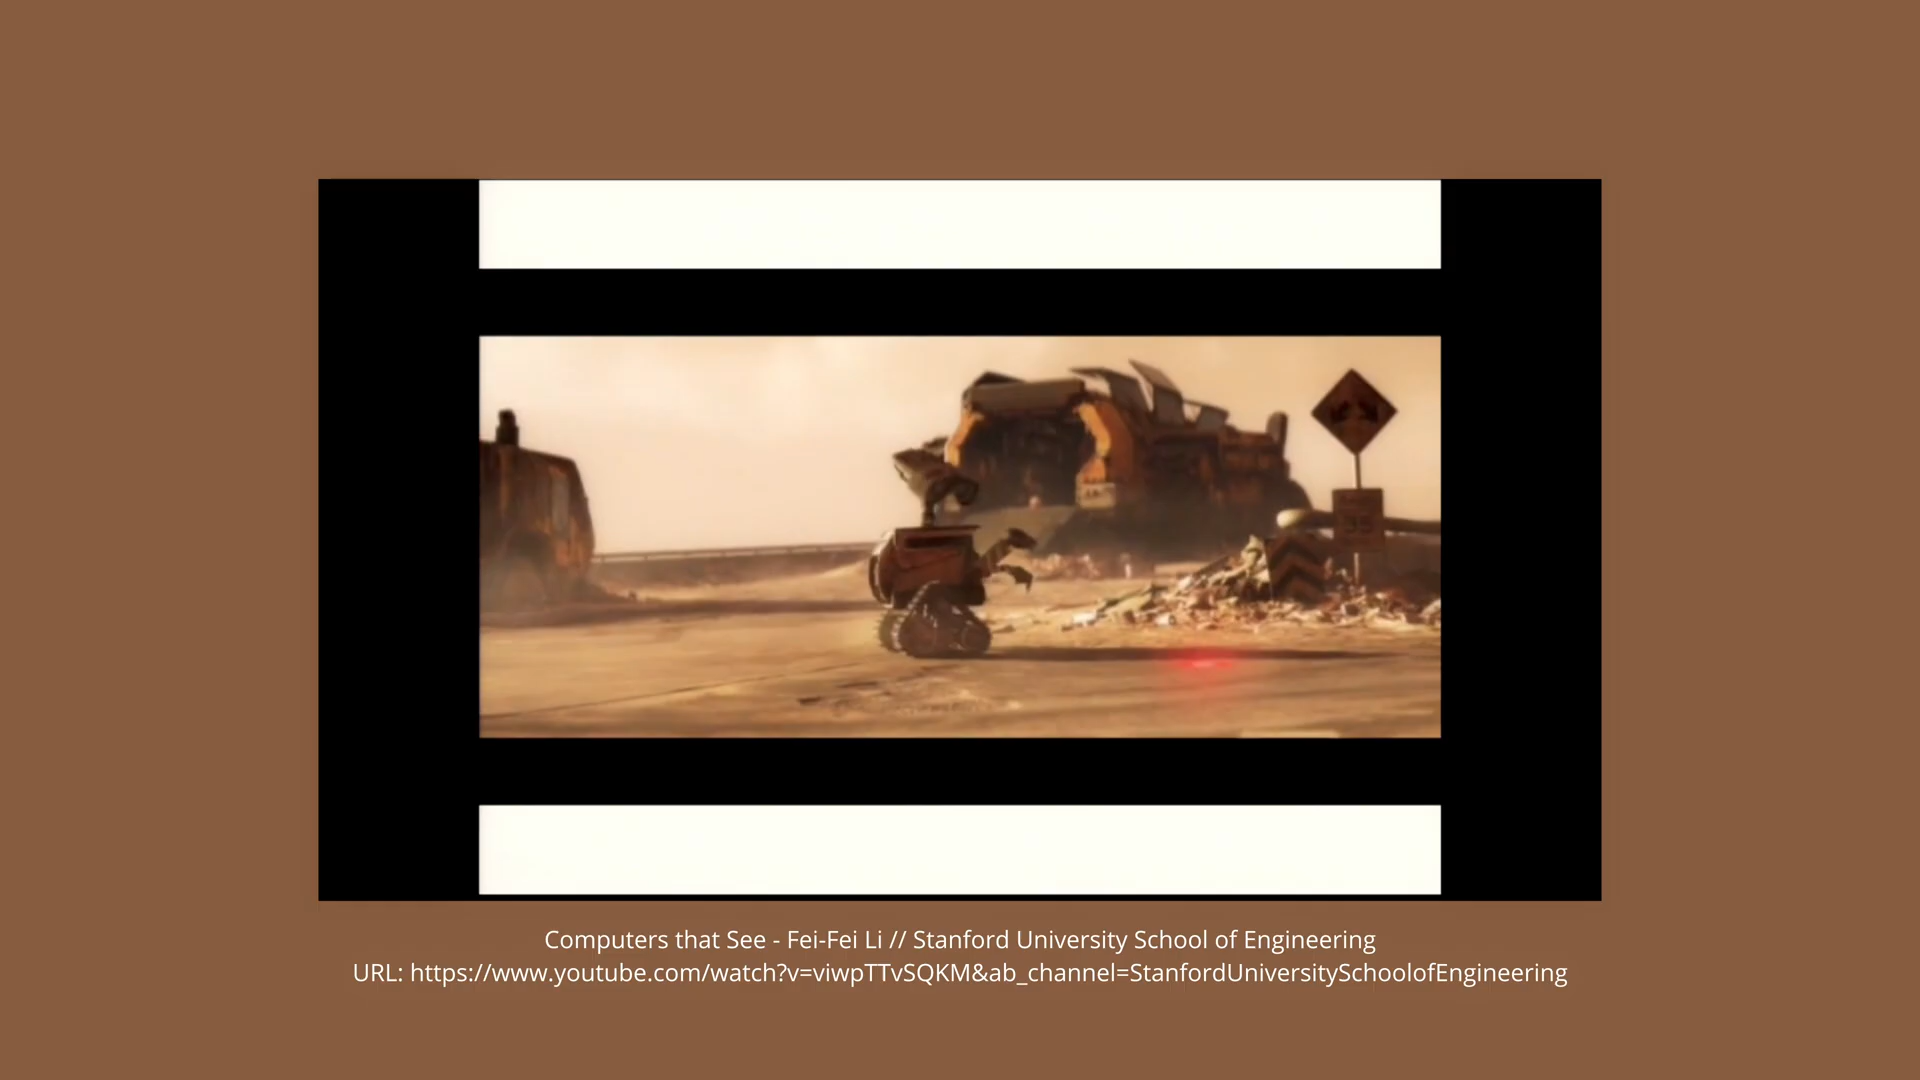 Computers that See - Fei-Fei Li // Stanford University School of Engineering
URL: https://www.youtube.com/watch?v=viwpTTvSQKM&ab_channel=StanfordUniversitySchoolofEngineering